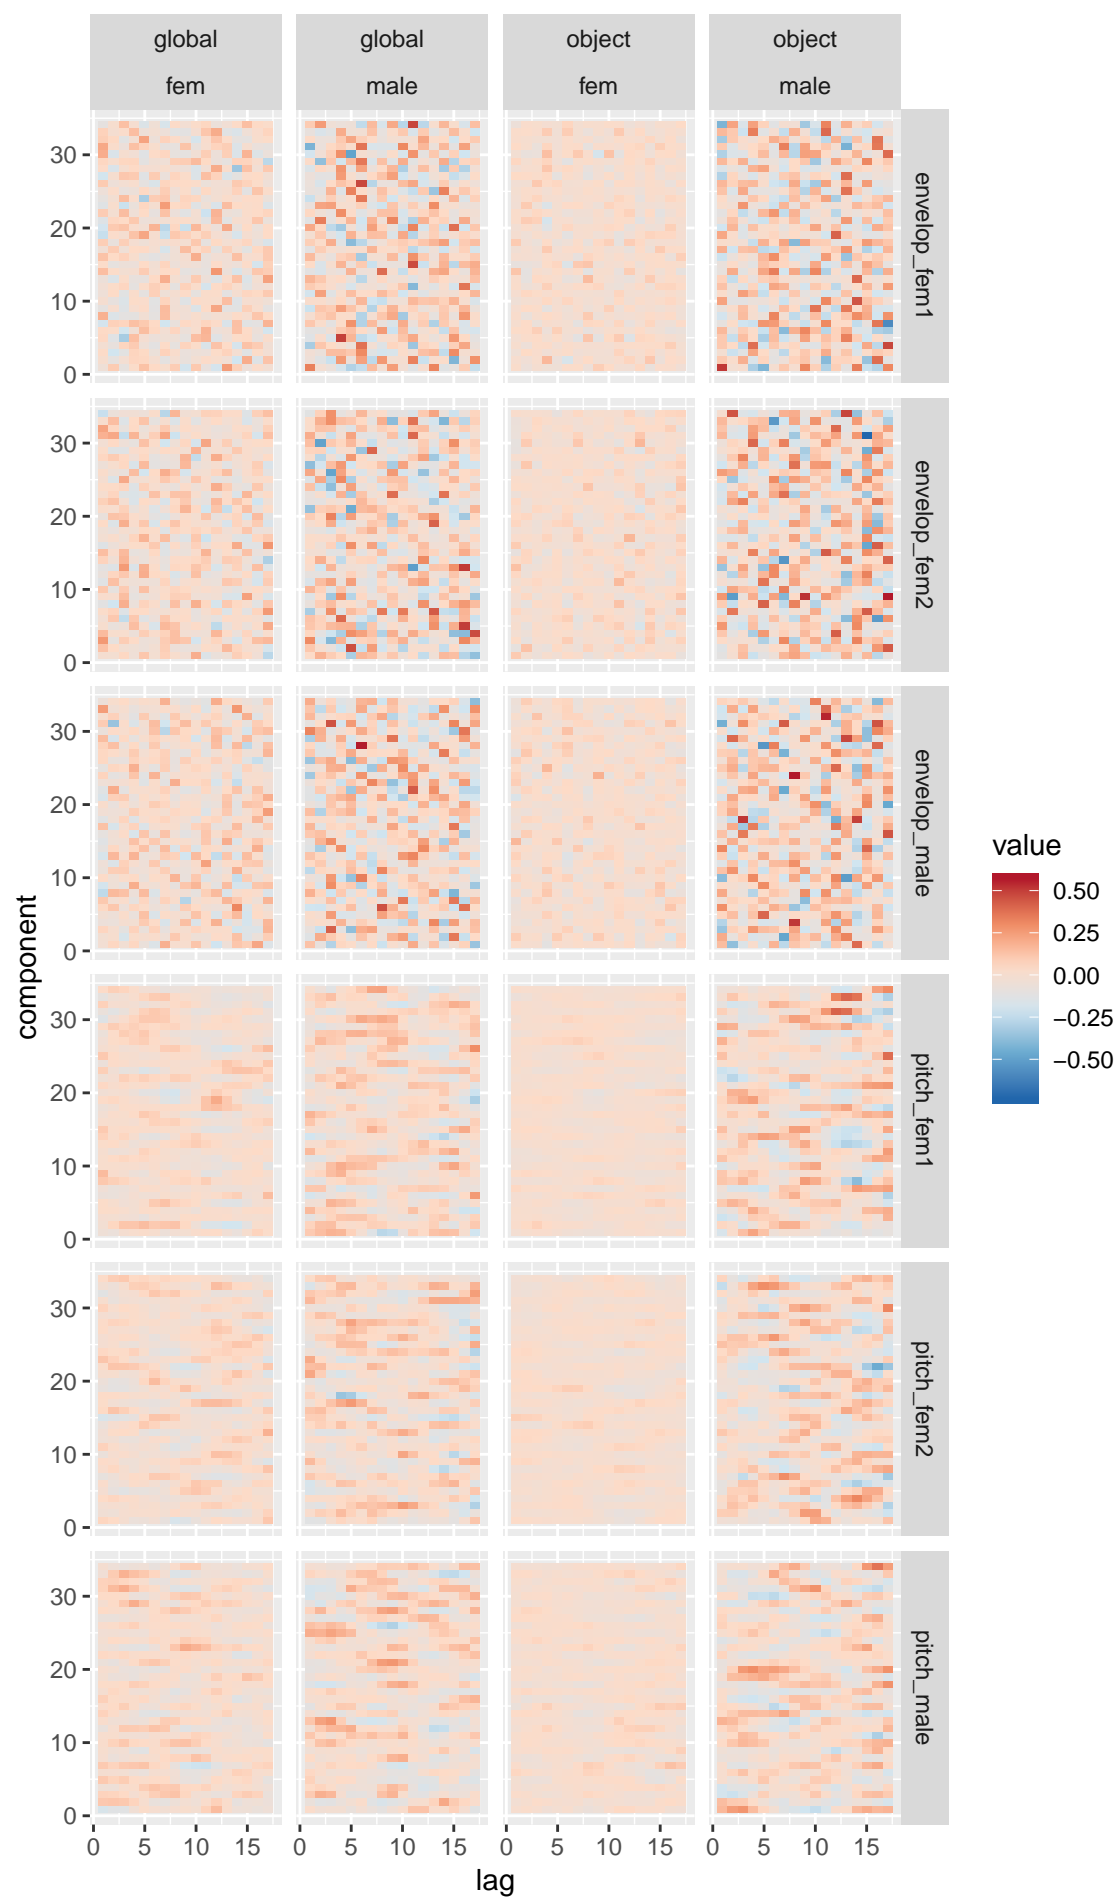 global global object object
fem male fem male
30
20
10
0
envelop_fem1
30
20
10
0
envelop_fem2
30
20
10
0
envelop_male
component
value
0.50
0.25
0.00
−0.25
−0.50
30
20
10
0
pitch_fem1
30
20
10
0
pitch_fem2
30
20
10
0
pitch_male
0 5 10 15 0 5 10 15 0 5 10 15 0 5 10 15
lag